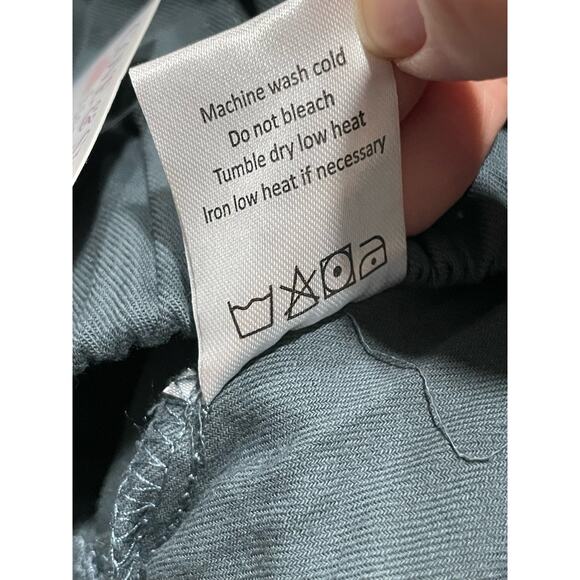 Machine wash cold
Do not bleach
Tumble dry low heat
Iron low heat if necessary